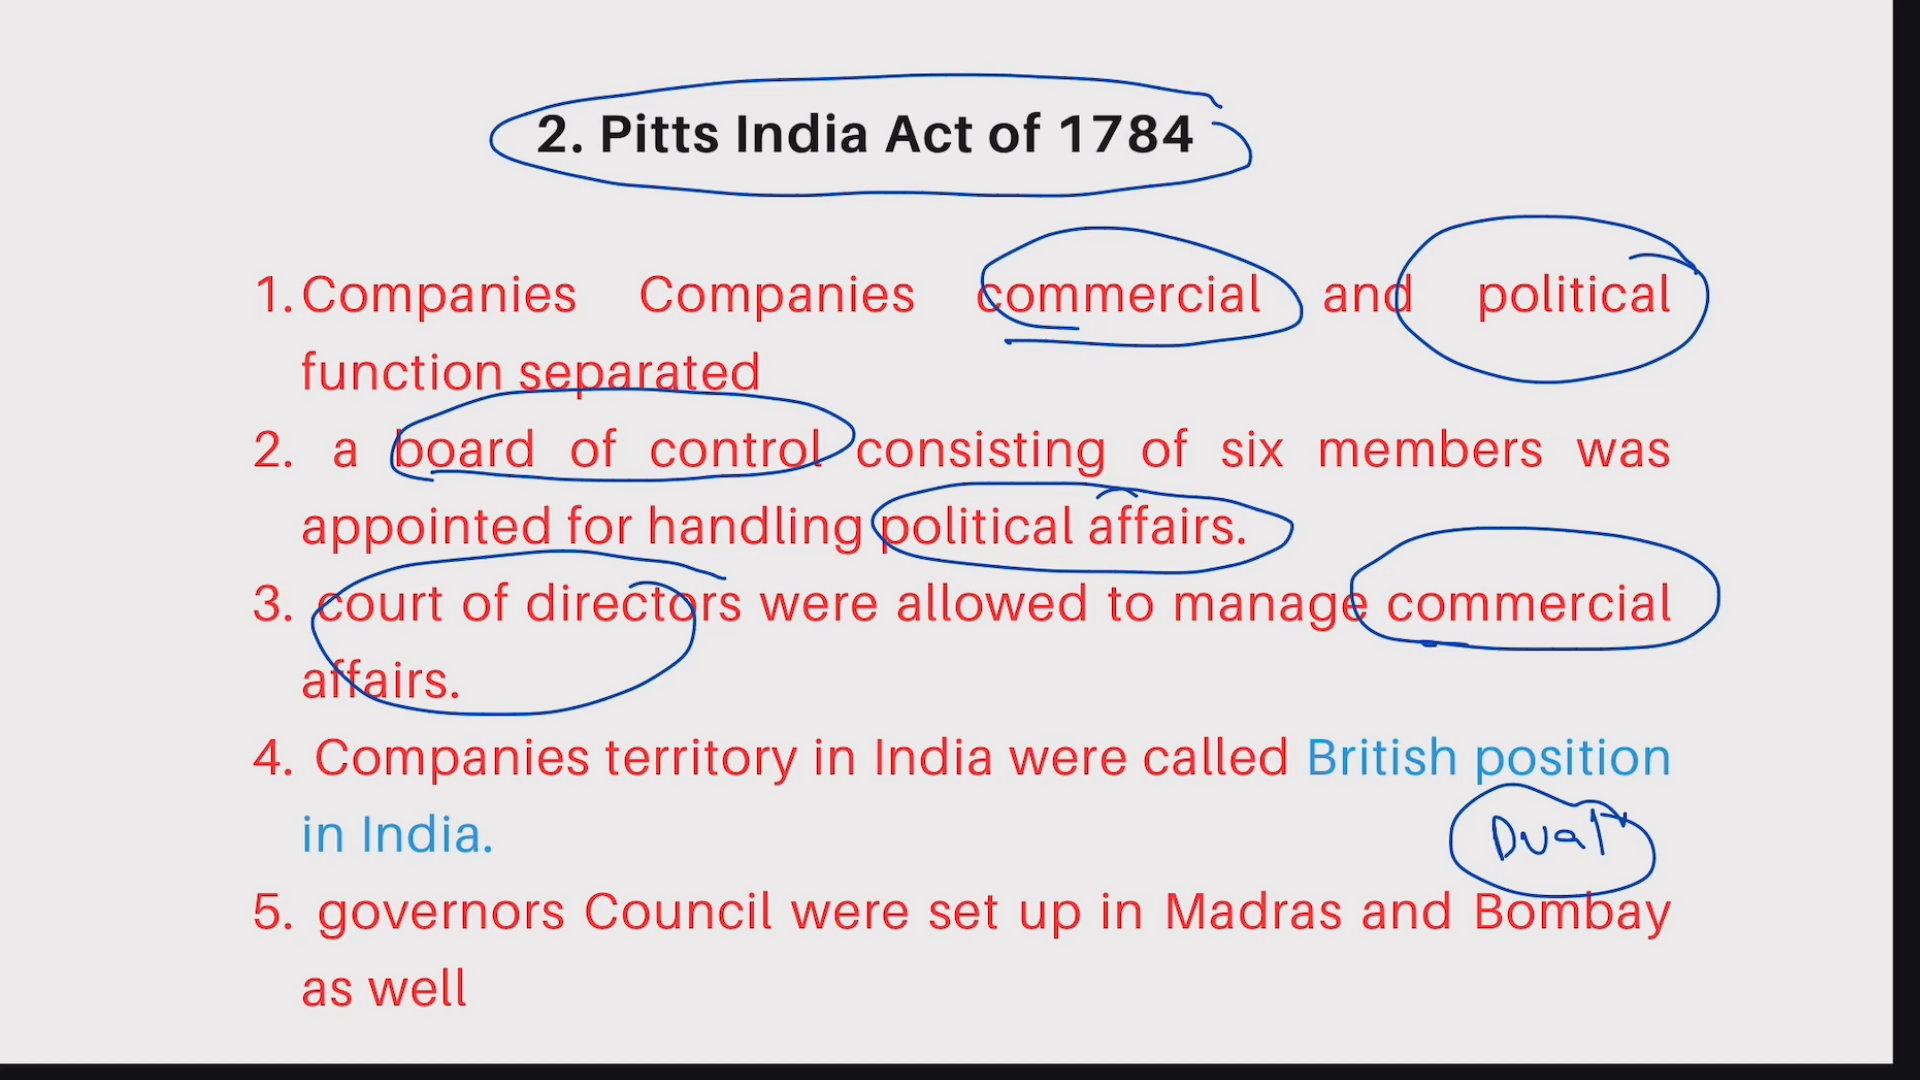 2. Pitts India Act of 1784
1. Companies Companies commercial and political
function separated
2. a board of control consisting of six members was
appointed for handling political affairs.
3. court of directors were allowed to manage commercial
affairs.
4. Companies territory in India were called British position
in India.
Dual
5. governors Council were set up in Madras and Bombay
as well